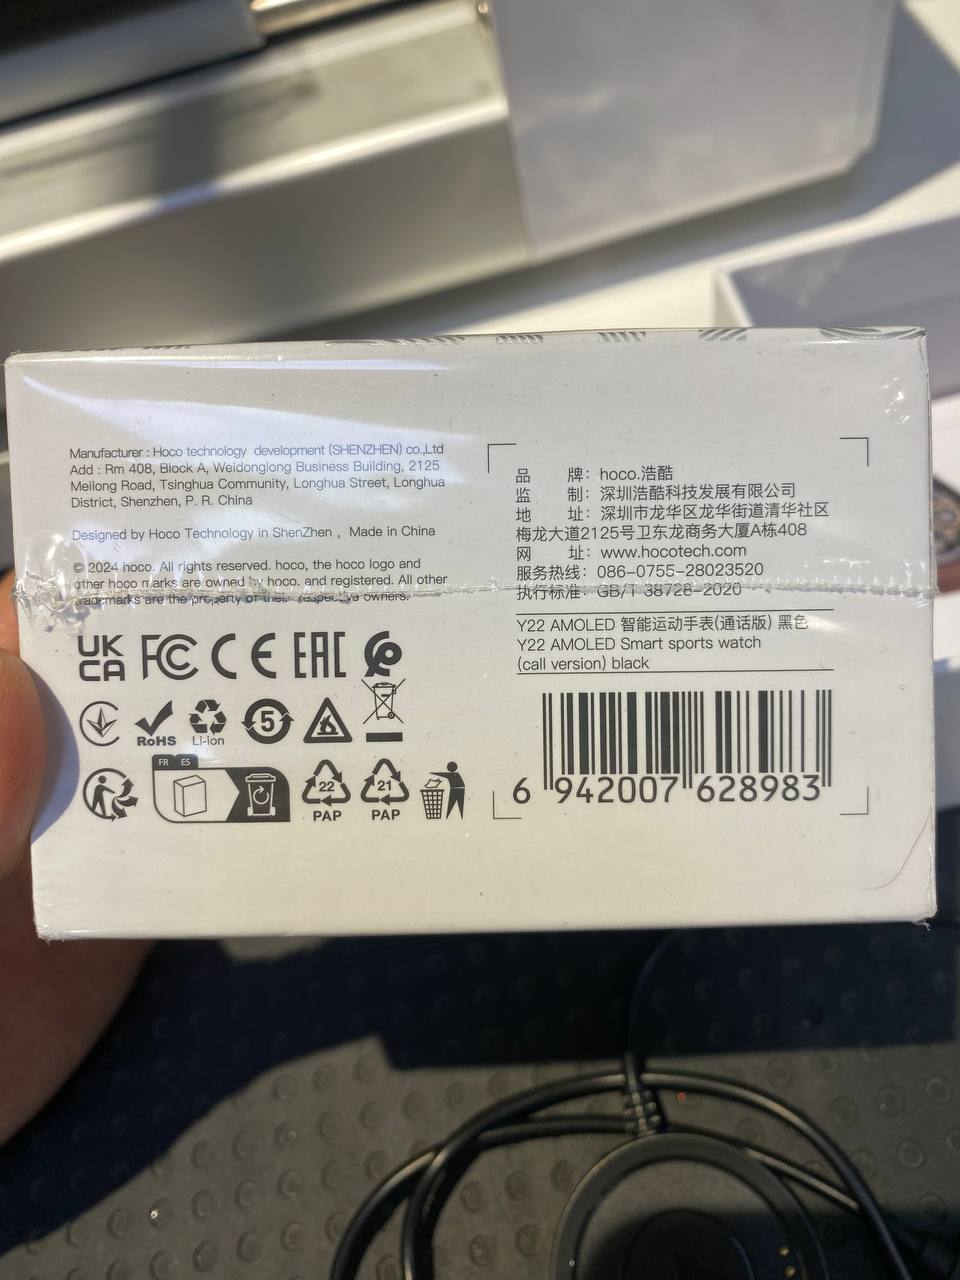 Manufacturer : Hoco technology development (SHENZHEN) co.,Ltd
Add : Rm 408, Block A, Weidonglong Business Building, 2125
Meilong Road, Tsinghua Community, Longhua Street, Longhua
District, Shenzhen, P. R. China
Designed by Hoco Technology in ShenZhen , Made in China
© 2024 hoco. All rights reserved. hoco, the hoco logo and
other hoco marks are owned by hoco. and registered. All other
trademarks are the property of their respective owners.
UK
CA
FC CE EAC
5
RoHS
Li-ion
FR ES
22
PAP
21
PAP
品 牌: hoco.浩酷
监 制: 深圳浩酷科技发展有限公司
地 址: 深圳市龙华区龙华街道清华社区
梅龙大道2125号卫东龙商务大厦A栋408
网 址: www.hocotech.com
服务热线: 086-0755-28023520
执行标准: GB/T 38728-2020
Y22 AMOLED 智能运动手表(通话版) 黑色
Y22 AMOLED Smart sports watch
(call version) black
6 942007 628983